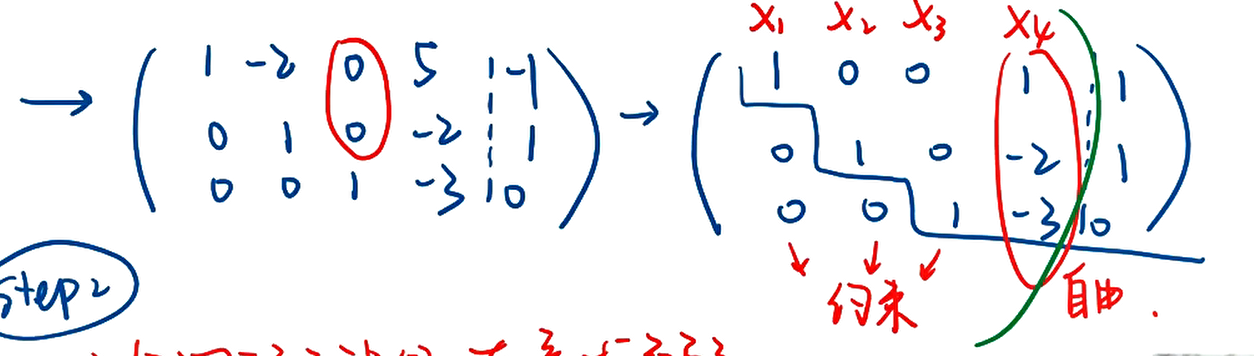 x₁ x₂ x₃ x₄
→ ( 1 -2 0 5 ¦ -1 ) → ( 1 0 0 1 ¦ 1 )
( 0 1 0 -2 ¦ 1 ) ( 0 1 0 -2 ¦ 1 )
( 0 0 1 -3 ¦ 0 ) ( 0 0 1 -3 ¦ 0 )
约束 自由.
Step2